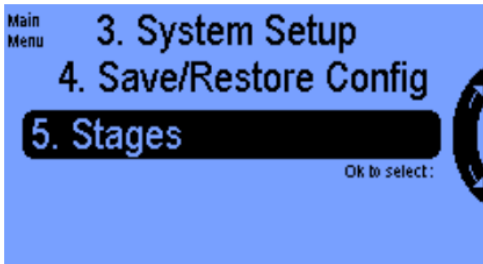 Main
Menu
3. System Setup
4. Save/Restore Config
5. Stages
Ok to select: